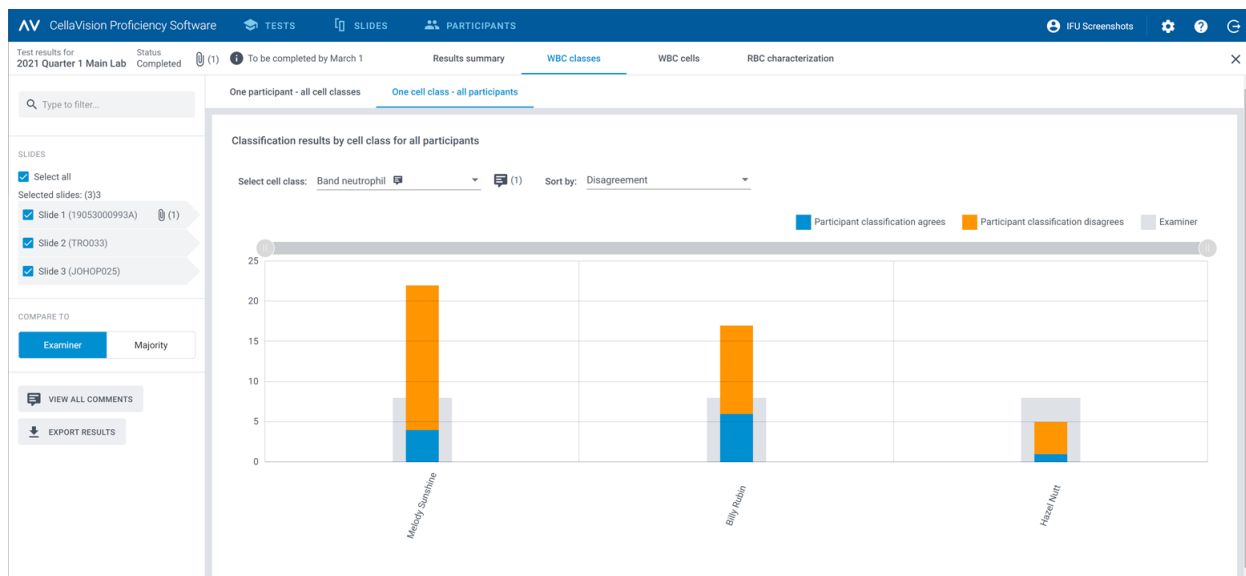 CellaVision Proficiency Software TESTS SLIDES PARTICIPANTS IFU Screenshots
Test results for
2021 Quarter 1 Main Lab
Status
Completed
(1)
To be completed by March 1
Results summary WBC classes WBC cells RBC characterization
Type to filter...
SLIDES
Select all
Selected slides: (3)3
Slide 1 (19053000993A) (1)
Slide 2 (TRO033)
Slide 3 (JOHOP025)
COMPARE TO
Examiner Majority
VIEW ALL COMMENTS
EXPORT RESULTS
One participant - all cell classes One cell class - all participants
Classification results by cell class for all participants
Select cell class: Band neutrophil (1) Sort by: Disagreement
Participant classification agrees Participant classification disagrees Examiner
25
20
15
10
5
0
Melody Sunshine
Billy Rubin
Hazel Nutt